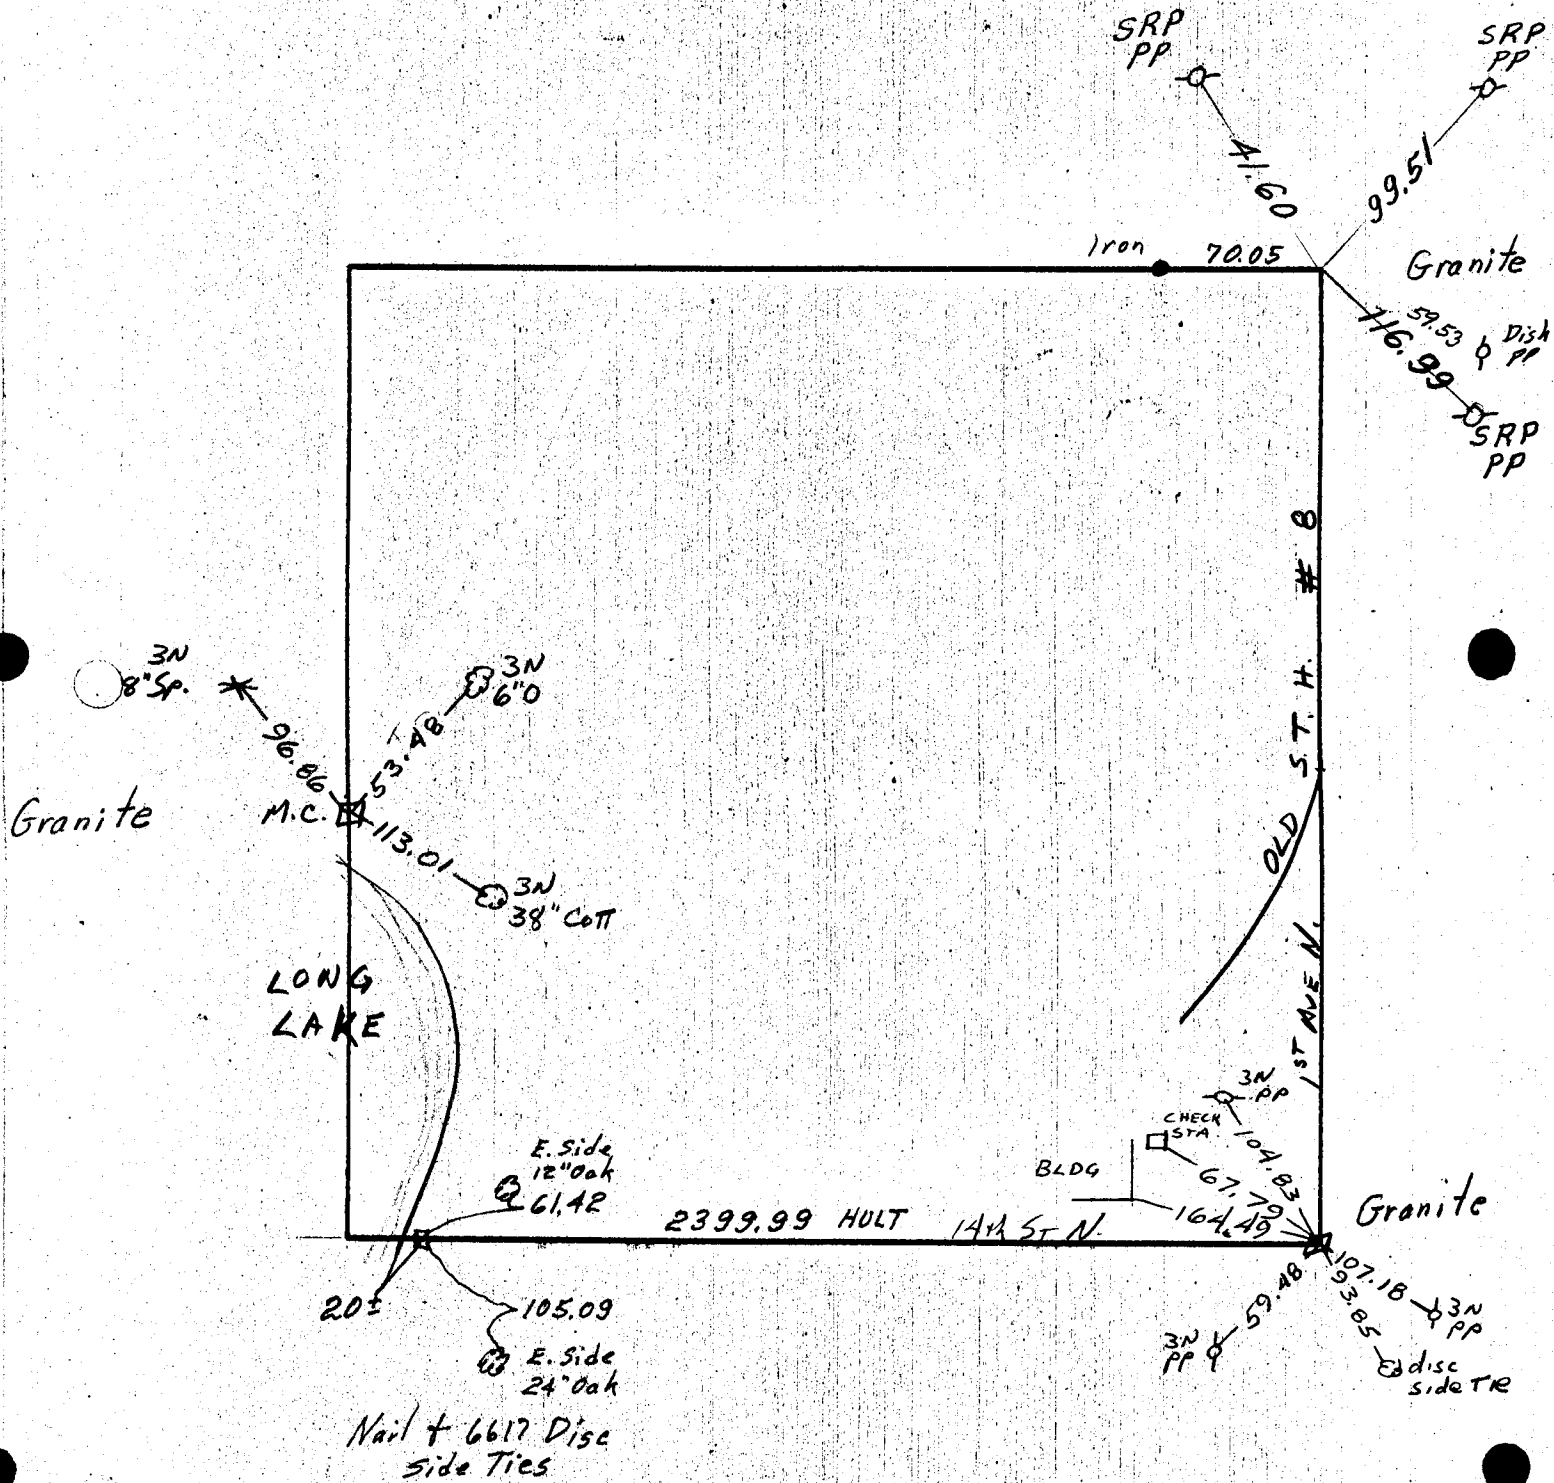 SRP
PP
SRP
PP
41.60
99.51
Iron
70.05
Granite
59.53
Dish
PP
116.99
SRP
PP
S.T.H. # 8
3N
8"Sp.
3N
6"O
96.86
53.48
Granite
M.C.
113.01
3N
38" Cott
OLD
LONG
LAKE
1ST AVE N.
3N
PP
CHECK
STA.
104.83
E. Side
12" Oak
61.42
BLDG
67.79
164.49
2399.99 HULT
14th St N.
Granite
20±
105.09
59.48
107.18
93.85
3N
PP
3N
PP
E. Side
24" Oak
disc
side Tie
Nail + 6617 Disc
Side Ties